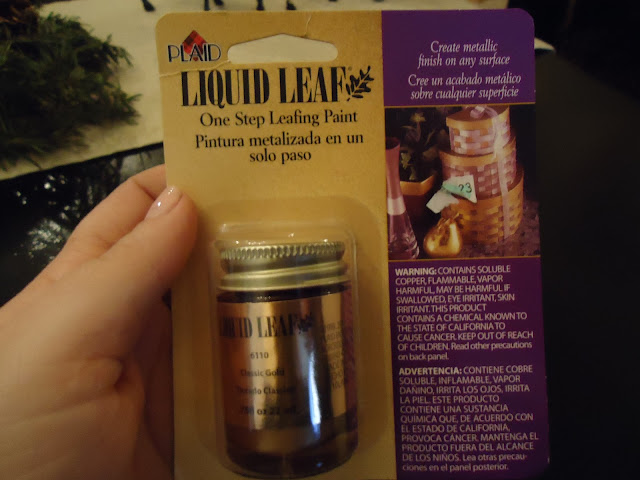 PLAID
LIQUID LEAF
One Step Leafing Paint
Pintura metalizada en un
solo paso
Create metallic
finish on any surface
Cree un acabado metálico
sobre cualquier superficie
23
WARNING: CONTAINS SOLUBLE
COPPER, FLAMMABLE, VAPOR
HARMFUL, MAY BE HARMFUL IF
SWALLOWED, EYE IRRITANT, SKIN
IRRITANT. THIS PRODUCT
CONTAINS A CHEMICAL KNOWN TO
THE STATE OF CALIFORNIA TO
CAUSE CANCER. KEEP OUT OF REACH
OF CHILDREN. Read other precautions
on back panel.
ADVERTENCIA: CONTIENE COBRE
SOLUBLE, INFLAMABLE, VAPOR
DAÑINO, IRRITA LOS OJOS, IRRITA
LA PIEL. ESTE PRODUCTO
CONTIENE UNA SUSTANCIA
QUIMICA QUE, DE ACUERDO CON
EL ESTADO DE CALIFORNIA,
PROVOCA CÁNCER. MANTENGA EL
PRODUCTO FUERA DEL ALCANCE
DE LOS NIÑOS. Lea otras precau-
ciones en el panel posterior.
LIQUID LEAF
6110
Classic Gold